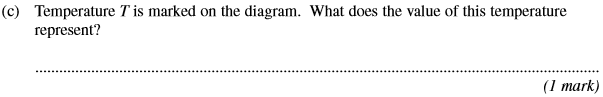 (c) Temperature T is marked on the diagram. What does the value of this temperature
represent?
(1 mark)